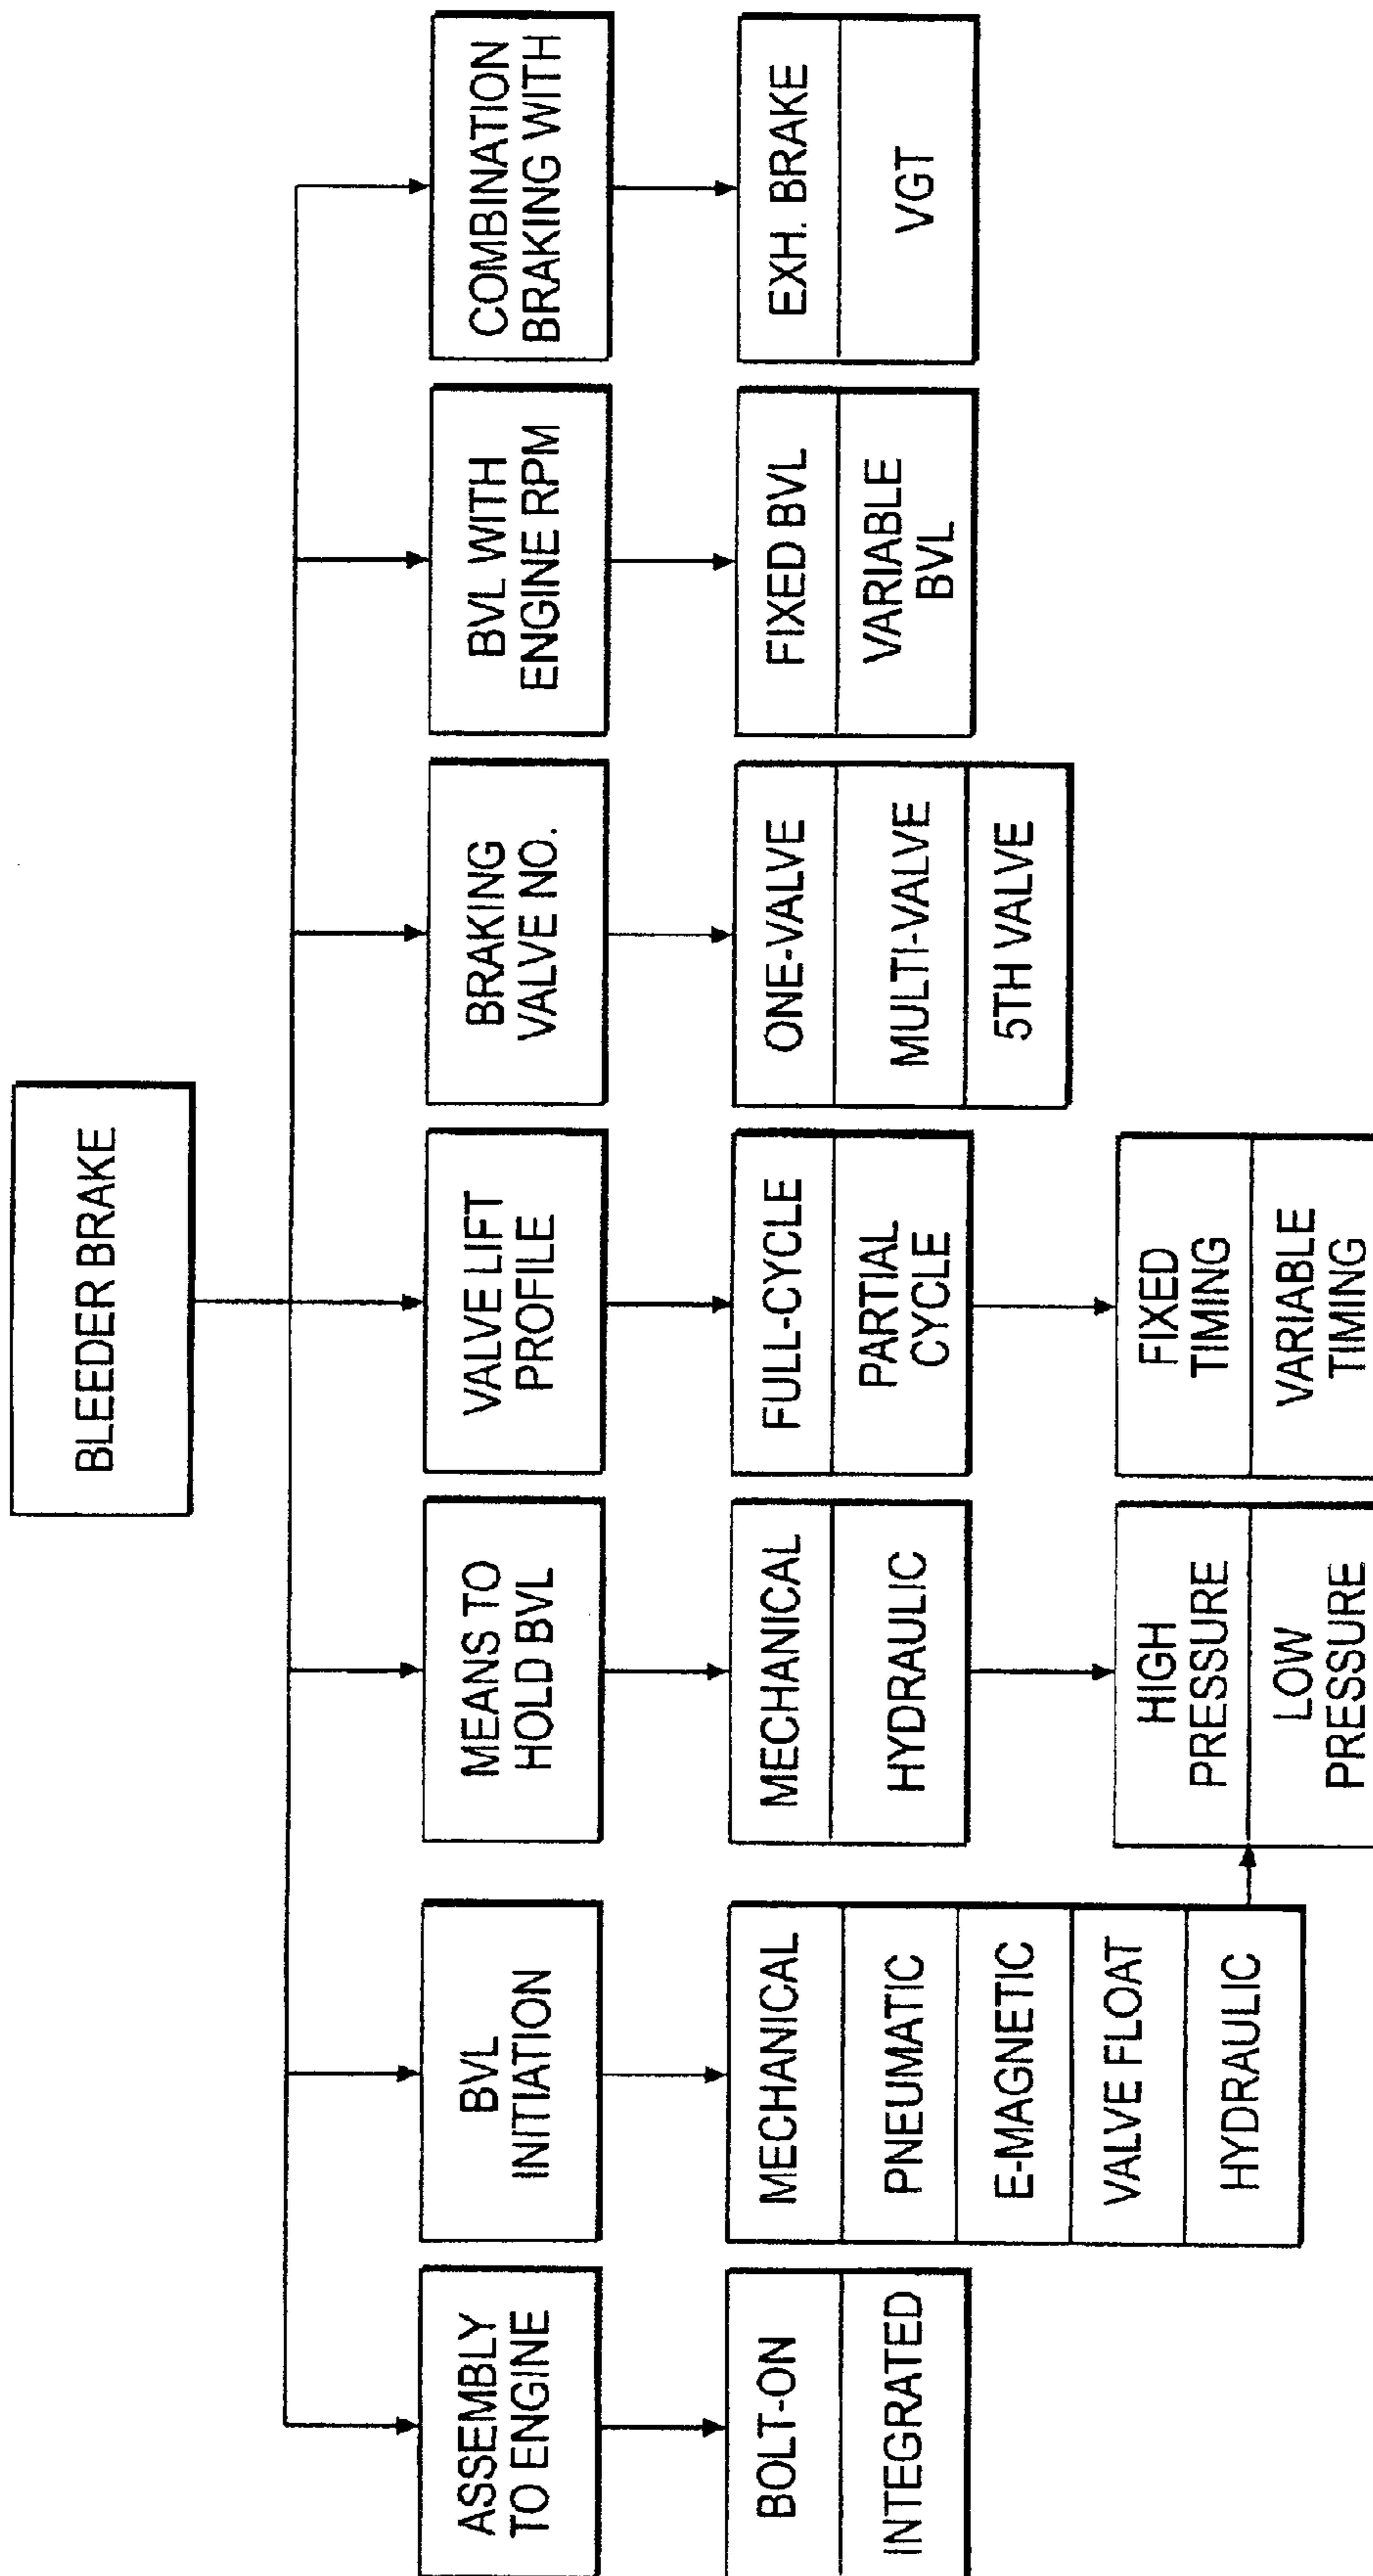 BLEEDER BRAKE
ASSEMBLY
TO ENGINE
BVL
INITIATION
MEANS TO
HOLD BVL
VALVE LIFT
PROFILE
BRAKING
VALVE NO.
BVL WITH
ENGINE RPM
COMBINATION
BRAKING WITH
BOLT-ON
INTEGRATED
MECHANICAL
PNEUMATIC
E-MAGNETIC
VALVE FLOAT
HYDRAULIC
MECHANICAL
HYDRAULIC
HIGH
PRESSURE
LOW
PRESSURE
FULL-CYCLE
PARTIAL
CYCLE
FIXED
TIMING
VARIABLE
TIMING
ONE-VALVE
MULTI-VALVE
5TH VALVE
FIXED BVL
VARIABLE
BVL
EXH. BRAKE
VGT